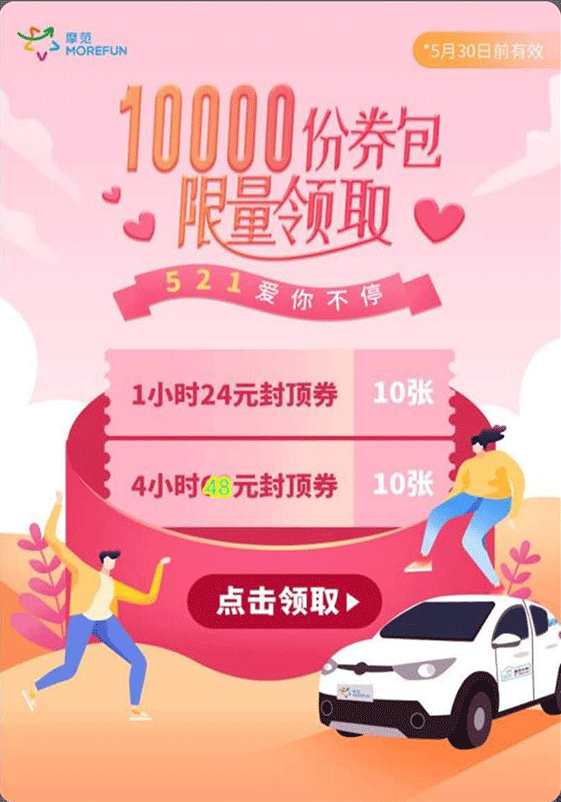 摩范
MOREFUN
*5月30日前有效
10000份券包
限量领取
521爱你不停
1小时24元封顶券 10张
4小时48元封顶券 10张
点击领取
摩范